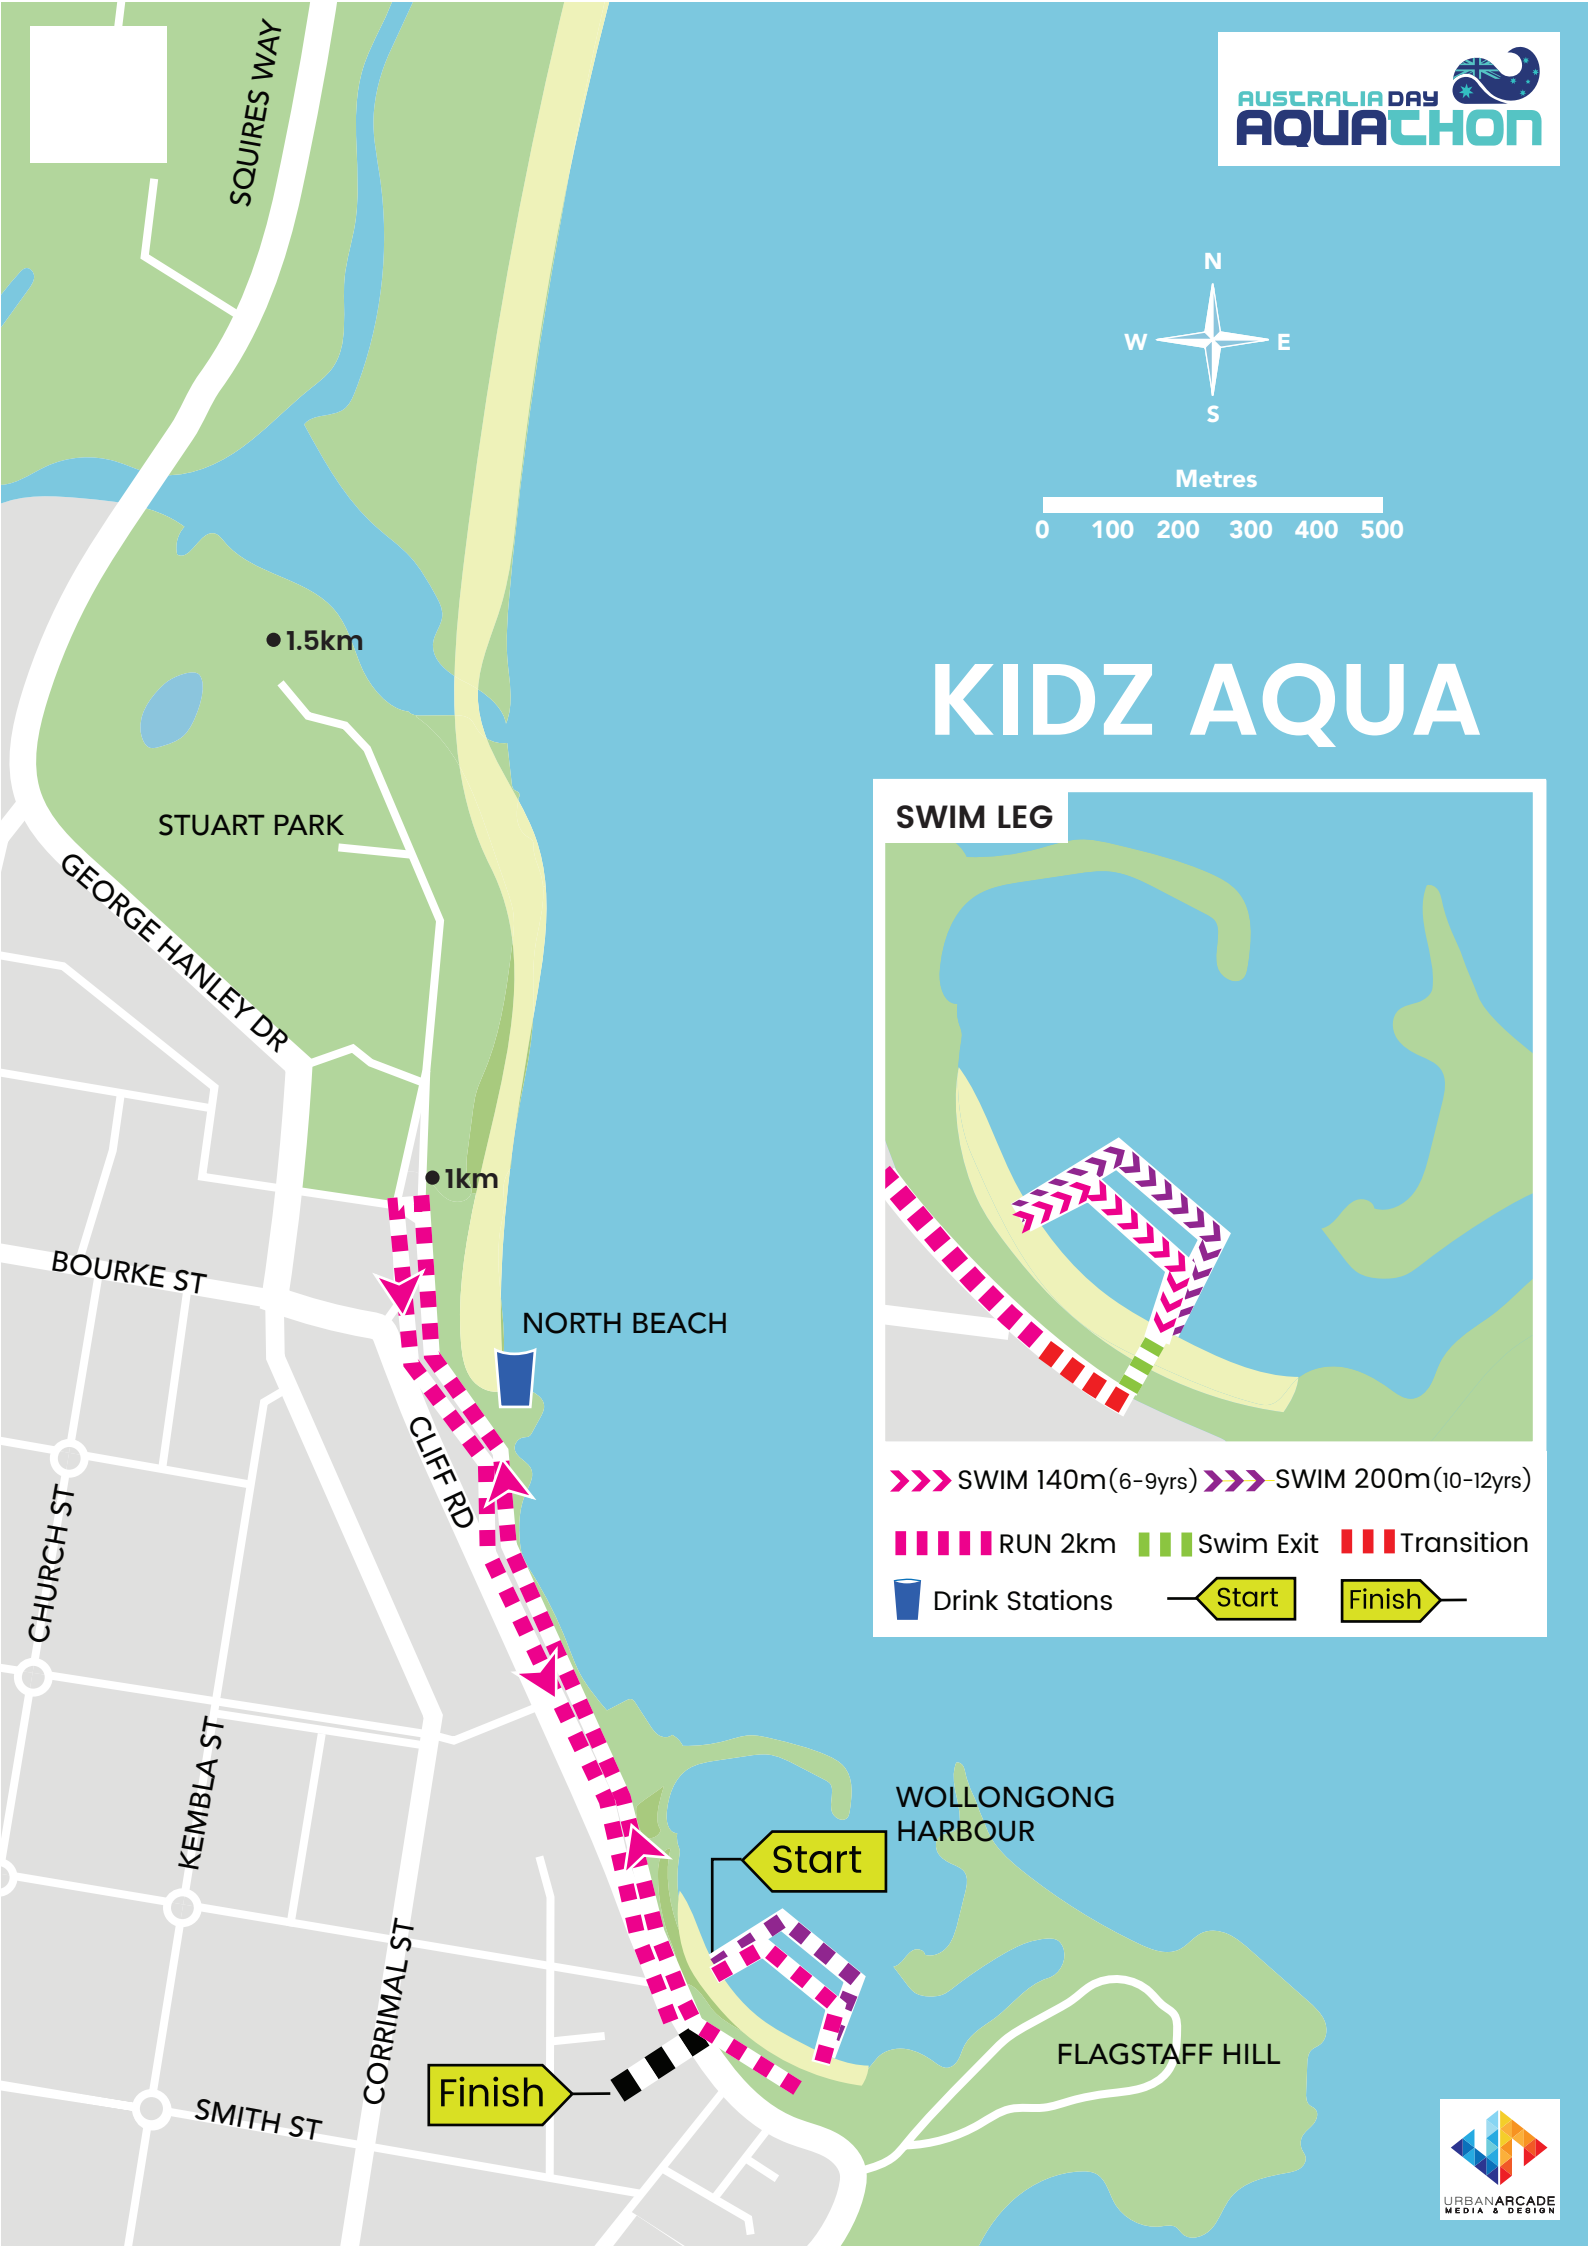 SQUIRES WAY
AUSTRALIA DAY
AQUATHON
N
W E
S
Metres
0 100 200 300 400 500
1.5km
KIDZ AQUA
STUART PARK
GEORGE HANLEY DR
SWIM LEG
1km
BOURKE ST
NORTH BEACH
CLIFF RD
SWIM 140m(6-9yrs) SWIM 200m(10-12yrs)
RUN 2km Swim Exit Transition
Drink Stations Start Finish
CHURCH ST
KEMBLA ST
WOLLONGONG
HARBOUR
Start
CORRIMAL ST
FLAGSTAFF HILL
Finish
SMITH ST
URBANARCADE
MEDIA & DESIGN